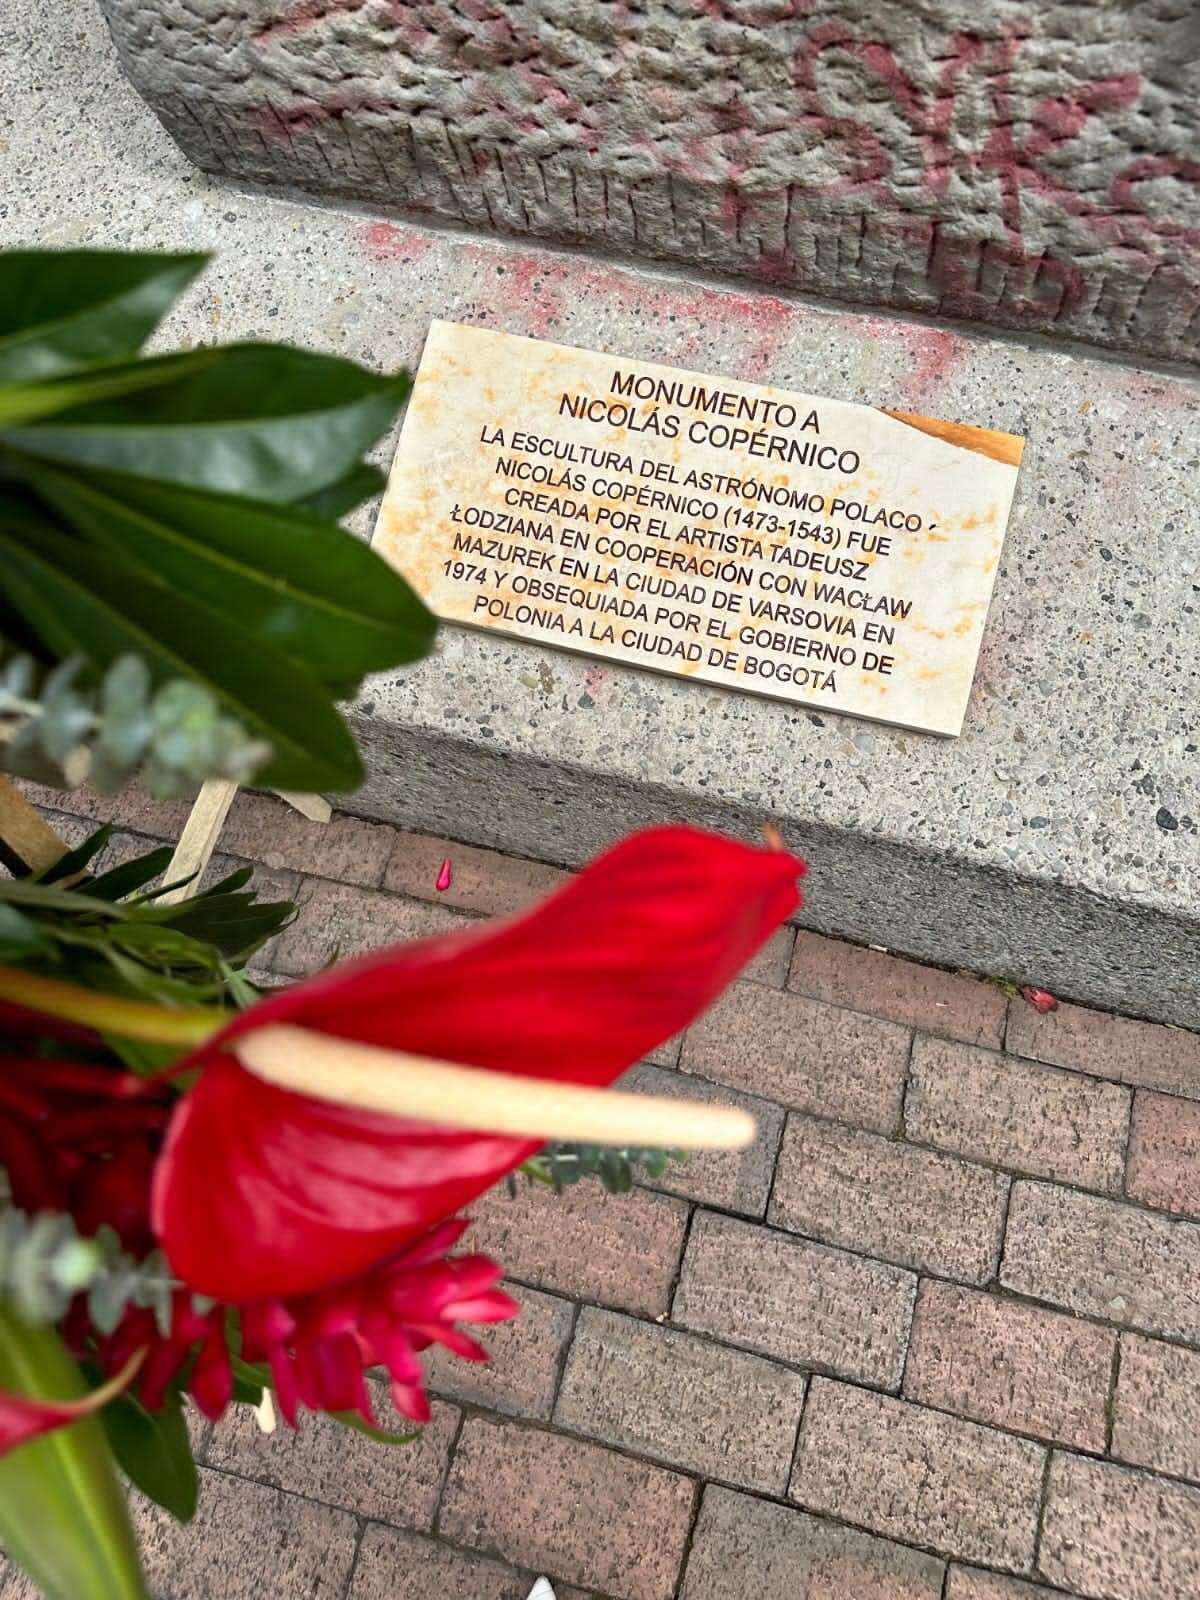 MONUMENTO A
NICOLÁS COPÉRNICO
LA ESCULTURA DEL ASTRÓNOMO POLACO
NICOLÁS COPÉRNICO (1473-1543) FUE
CREADA POR EL ARTISTA TADEUSZ
ŁODZIANA EN COOPERACIÓN CON WACŁAW
MAZUREK EN LA CIUDAD DE VARSOVIA EN
1974 Y OBSEQUIADA POR EL GOBIERNO DE
POLONIA A LA CIUDAD DE BOGOTÁ